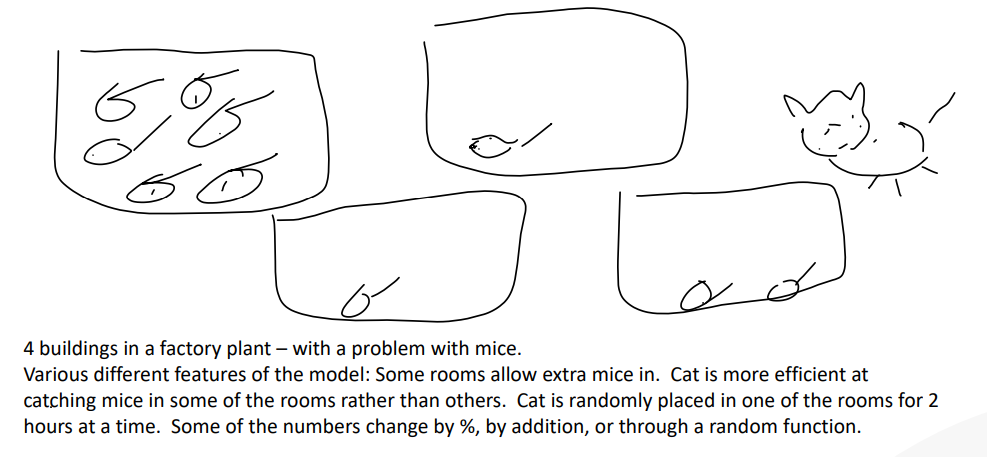 4 buildings in a factory plant – with a problem with mice.
Various different features of the model: Some rooms allow extra mice in.  Cat is more efficient at
catching mice in some of the rooms rather than others.  Cat is randomly placed in one of the rooms for 2
hours at a time.  Some of the numbers change by %, by addition, or through a random function.